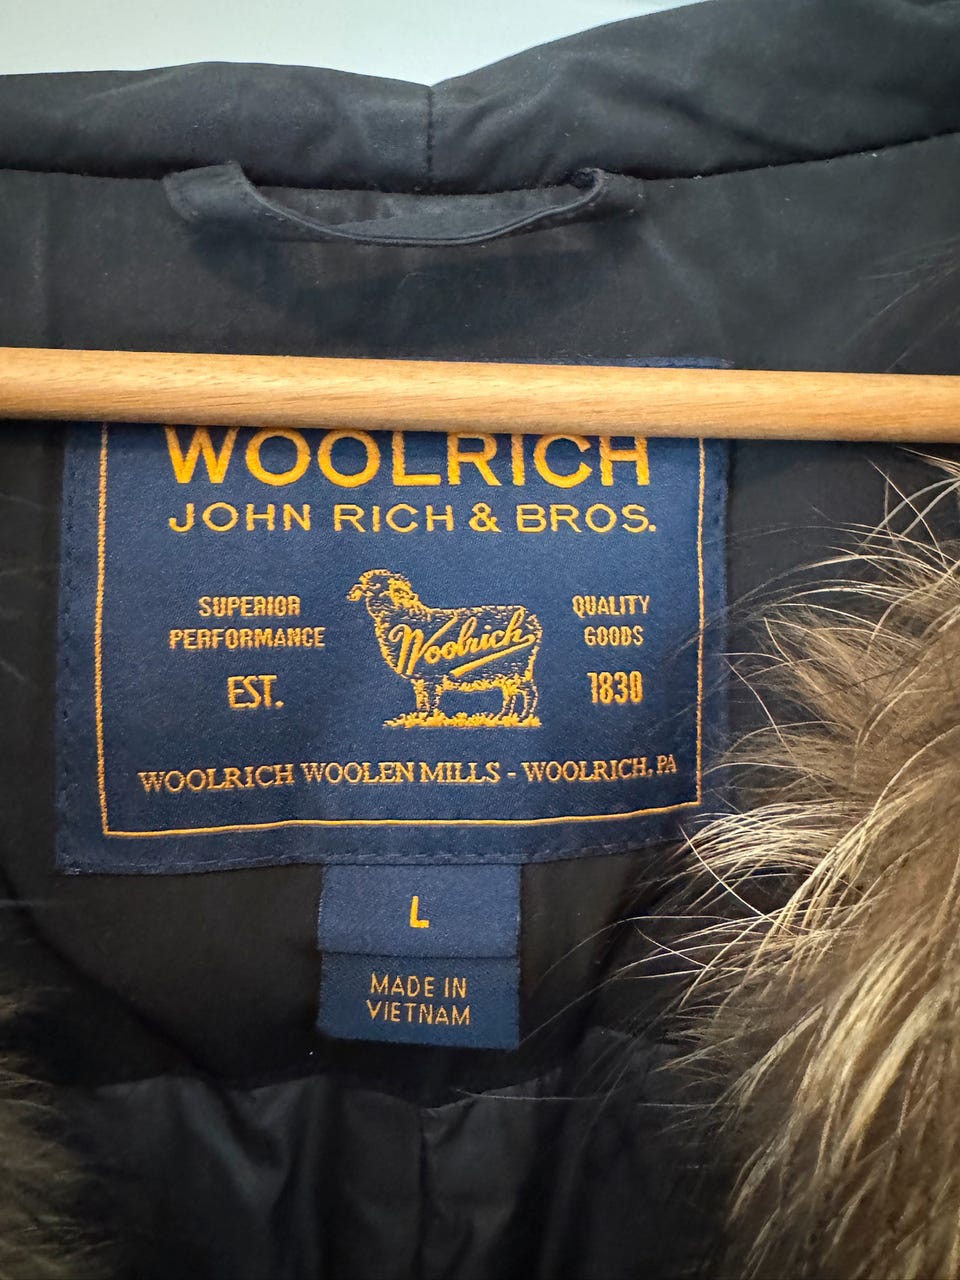 WOOLRICH
JOHN RICH & BROS.
SUPERIOR
PERFORMANCE
EST.
Woolrich
QUALITY
GOODS
1830
WOOLRICH WOOLEN MILLS - WOOLRICH, PA
L
MADE IN
VIETNAM